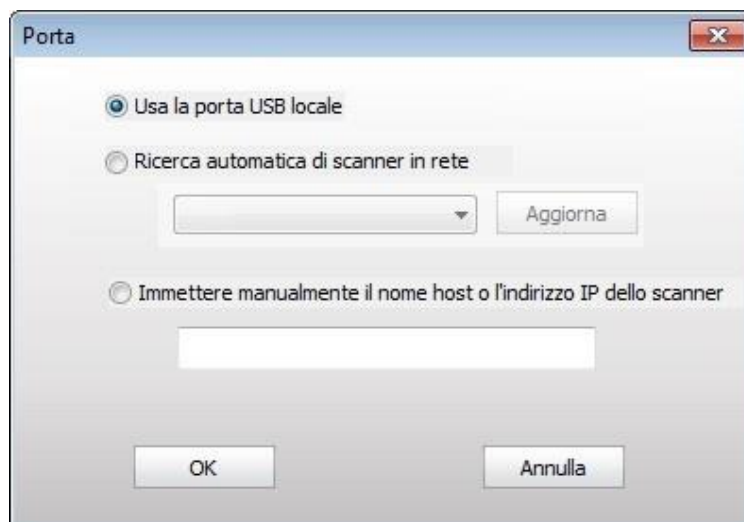 Porta
Usa la porta USB locale
Ricerca automatica di scanner in rete
Aggiorna
Immettere manualmente il nome host o l'indirizzo IP dello scanner
OK
Annulla